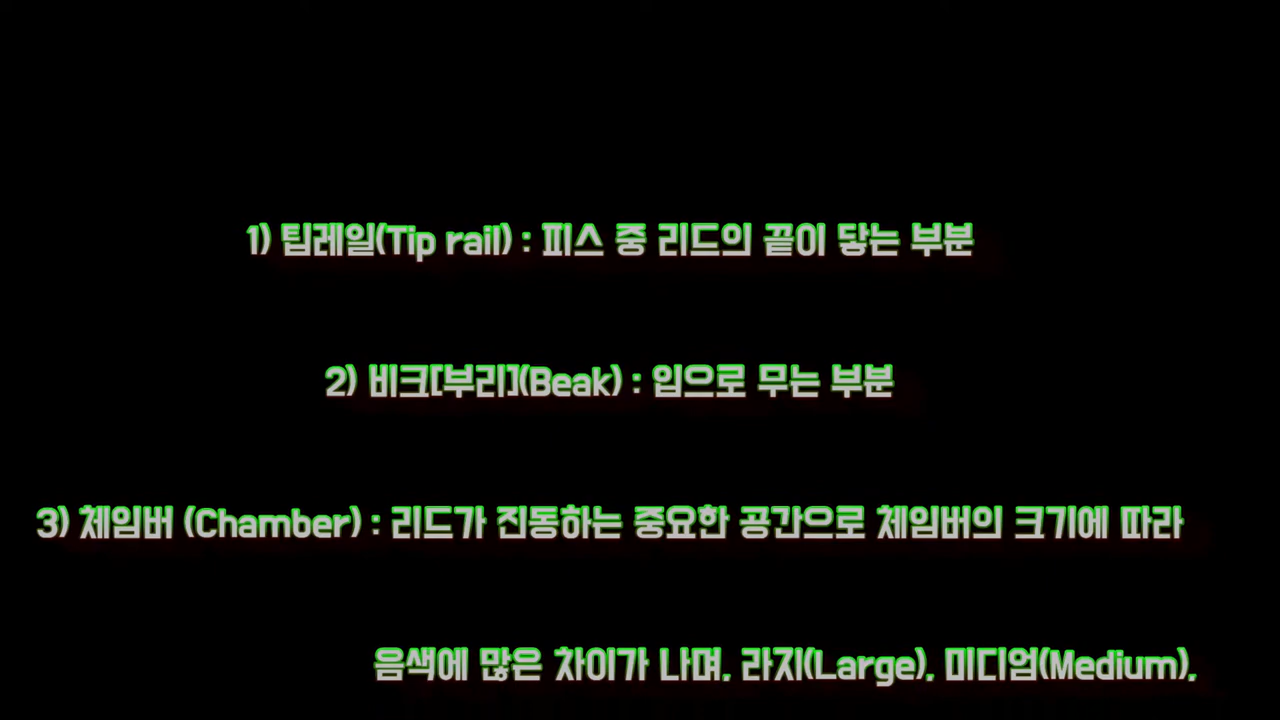 1) 팁레일(Tip rail) : 피스 중 리드의 끝이 닿는 부분
2) 비크[부리](Beak) : 입으로 무는 부분
3) 체임버 (Chamber) : 리드가 진동하는 중요한 공간으로 체임버의 크기에 따라
음색에 많은 차이가 나며, 라지(Large), 미디엄(Medium),